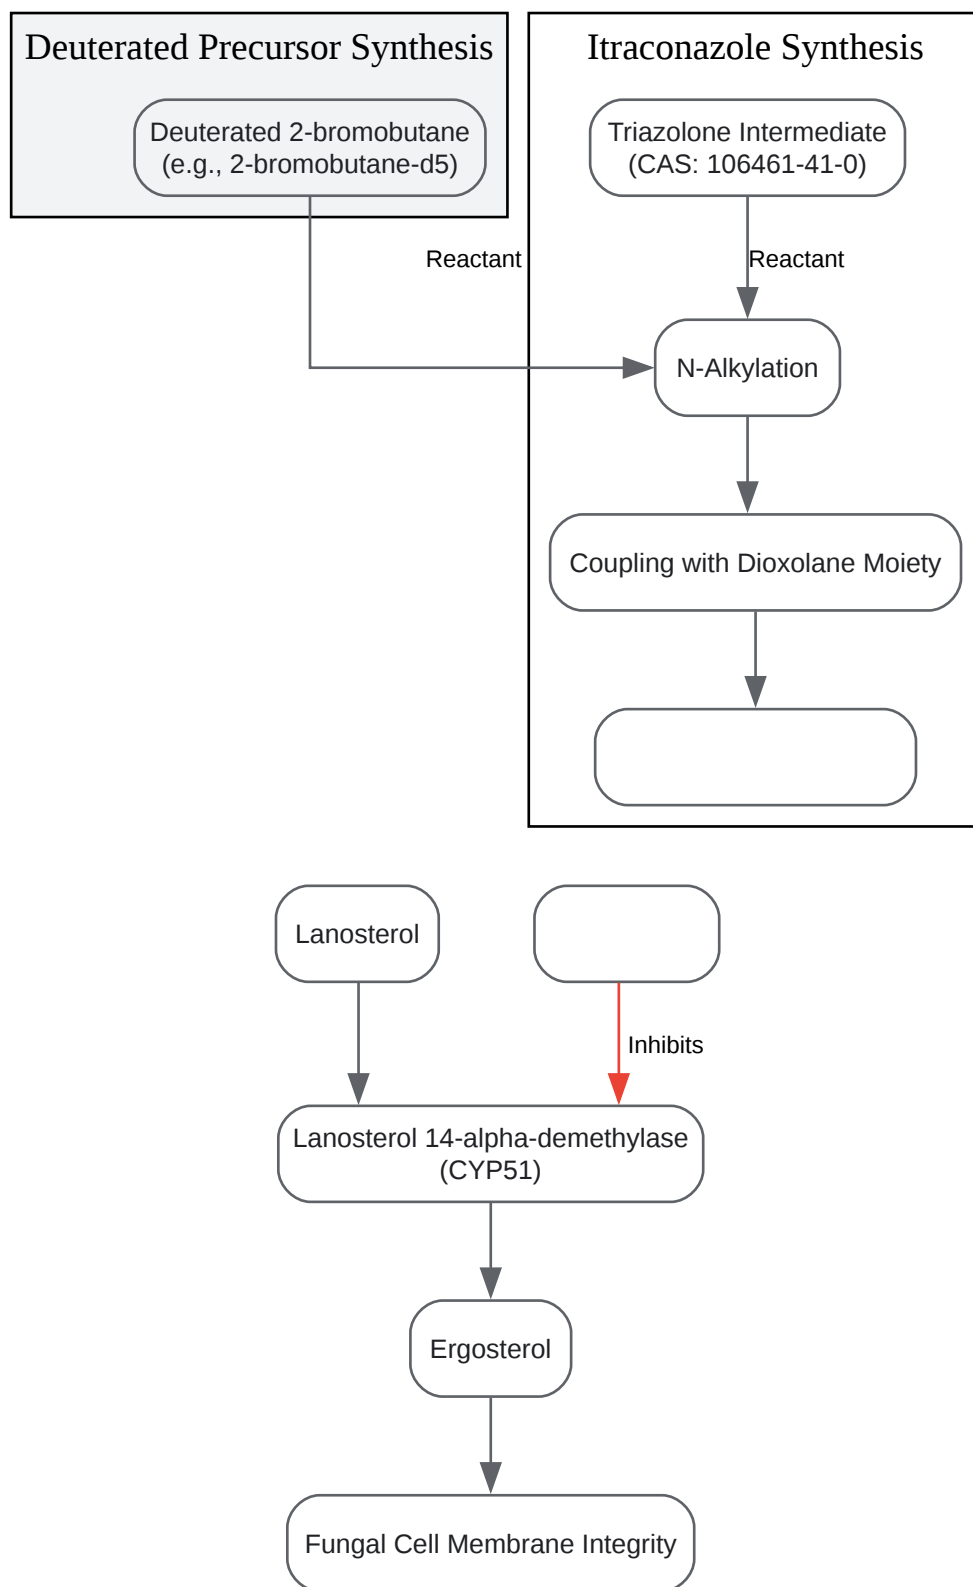 Deuterated Precursor Synthesis
Itraconazole Synthesis
Deuterated 2-bromobutane
(e.g., 2-bromobutane-d5)
Triazolone Intermediate
(CAS: 106461-41-0)
Reactant
Reactant
N-Alkylation
Coupling with Dioxolane Moiety
Lanosterol
Inhibits
Lanosterol 14-alpha-demethylase
(CYP51)
Ergosterol
Fungal Cell Membrane Integrity